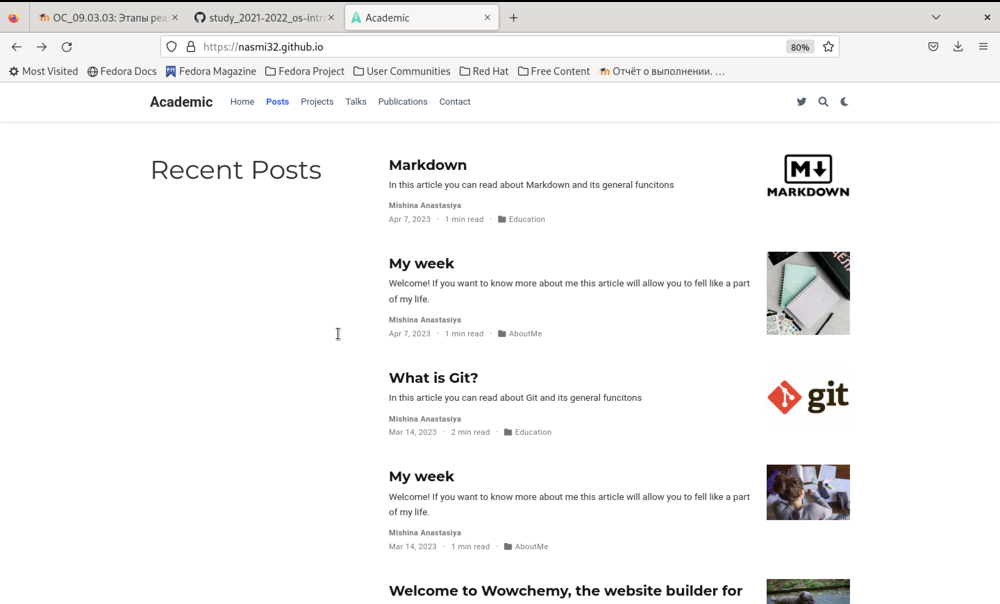 ОС_09.03.03: Этапы реа
study_2021-2022_os-intro
Academic
https://nasmi32.github.io
80%
Most Visited
Fedora Docs
FM
Fedora Magazine
Fedora Project
User Communities
Red Hat
Free Content
Отчёт о выполнении. ...
Academic
Home
Posts
Projects
Talks
Publications
Contact
Recent Posts
Markdown
In this article you can read about Markdown and its general funcitons
Mishina Anastasiya
Apr 7, 2023 · 1 min read · Education
M
MARKDOWN
My week
Welcome! If you want to know more about me this article will allow you to fell like a part
of my life.
Mishina Anastasiya
Apr 7, 2023 · 1 min read · AboutMe
What is Git?
In this article you can read about Git and its general funcitons
Mishina Anastasiya
Mar 14, 2023 · 2 min read · Education
git
My week
Welcome! If you want to know more about me this article will allow you to fell like a part
of my life.
Mishina Anastasiya
Mar 14, 2023 · 1 min read · AboutMe
Welcome to Wowchemy, the website builder for